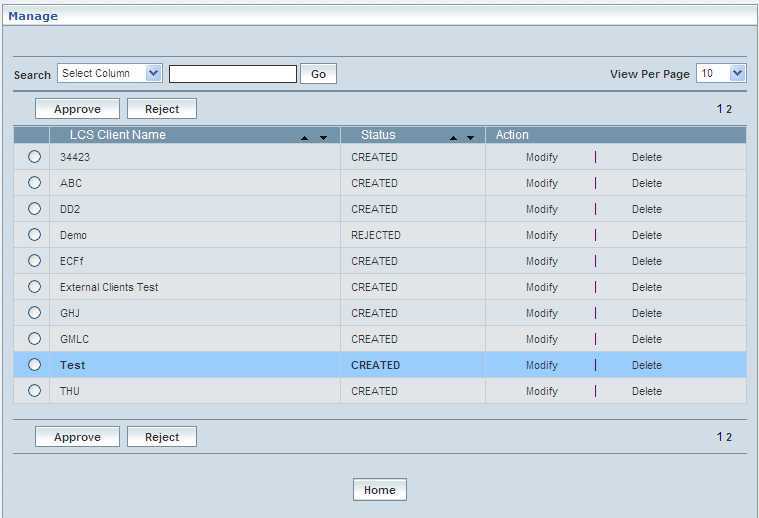 Manage
Search Select Column Go View Per Page 10
Approve Reject 1 2
LCS Client Name Status Action
34423 CREATED Modify | Delete
ABC CREATED Modify | Delete
DD2 CREATED Modify | Delete
Demo REJECTED Modify | Delete
ECFf CREATED Modify | Delete
External Clients Test CREATED Modify | Delete
GHJ CREATED Modify | Delete
GMLC CREATED Modify | Delete
Test CREATED Modify | Delete
THU CREATED Modify | Delete
Approve Reject 1 2
Home